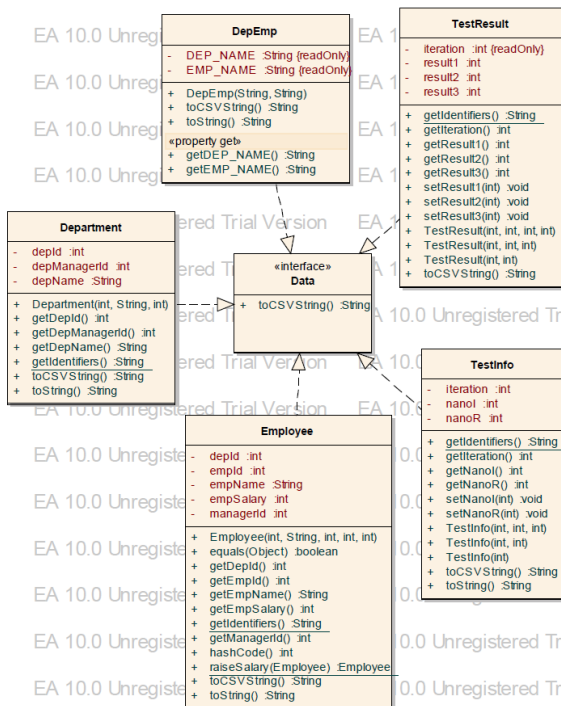 DepEmp
- DEP_NAME :String {readOnly}
- EMP_NAME :String {readOnly}
+ DepEmp(String, String)
+ toCSVString() :String
+ toString() :String
«property get»
+ getDEP_NAME() :String
+ getEMP_NAME() :String
TestResult
- iteration :int {readOnly}
- result1 :int
- result2 :int
- result3 :int
+ getIdentifiers() :String
+ getIteration() :int
+ getResult1() :int
+ getResult2() :int
+ getResult3() :int
+ setResult1(int) :void
+ setResult2(int) :void
+ setResult3(int) :void
+ TestResult(int, int, int, int)
+ TestResult(int, int, int)
+ TestResult(int)
+ toCSVString() :String
Department
- depId :int
- depManagerId :int
- depName :String
+ Department(int, String, int)
+ getDepId() :int
+ getDepManagerId() :int
+ getDepName() :String
+ getIdentifiers() :String
+ toCSVString() :String
+ toString() :String
«interface»
Data
+ toCSVString() :String
TestInfo
- iteration :int
- nanoI :int
- nanoR :int
+ getIdentifiers() :String
+ getIteration() :int
+ getNanoI() :int
+ getNanoR() :int
+ setNanoI(int) :void
+ setNanoR(int) :void
+ TestInfo(int, int, int)
+ TestInfo(int, int)
+ TestInfo(int)
+ toCSVString() :String
+ toString() :String
Employee
- depId :int
- empId :int
- empName :String
- empSalary :int
- managerId :int
+ Employee(int, String, int, int, int)
+ equals(Object) :boolean
+ getDepId() :int
+ getEmpId() :int
+ getEmpName() :String
+ getEmpSalary() :int
+ getIdentifiers() :String
+ getManagerId() :int
+ hashCode() :int
+ raiseSalary(Employee) :Employee
+ toCSVString() :String
+ toString() :String